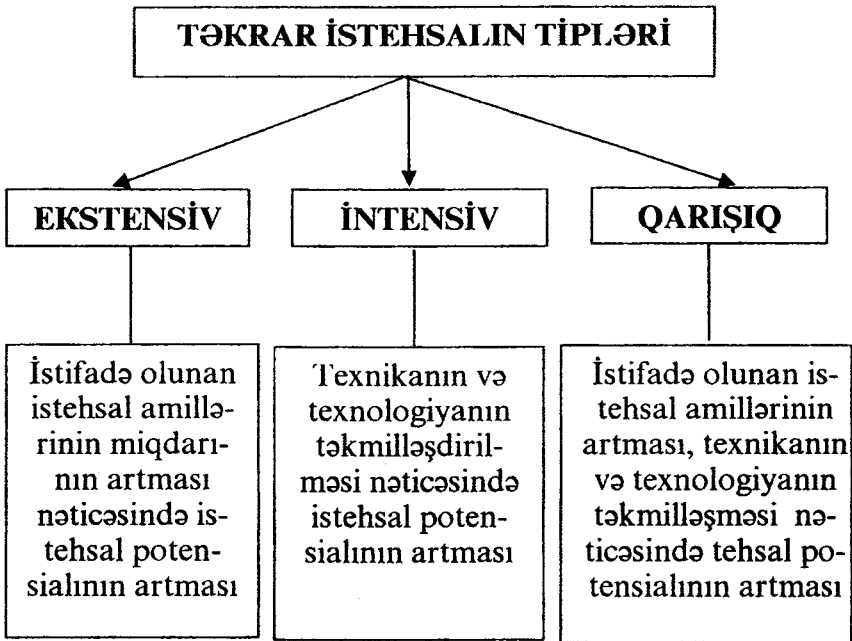 TƏKRAR İSTEHSALIN TİPLƏRİ
EKSTENSİV
İNTENSİV
QARIŞIQ
İstifadə olunan
istehsal amillə-
rinin miqdarı-
nın artması
nəticəsində is-
tehsal poten-
sialının artması
Texnikanın və
texnologiyanın
təkmilləşdiril-
məsi nəticəsində
istehsal poten-
sialının artması
İstifadə olunan is-
tehsal amillərinin
artması, texnikanın
və texnologiyanın
təkmilləşməsi nə-
ticəsində tehsal po-
tensialının artması